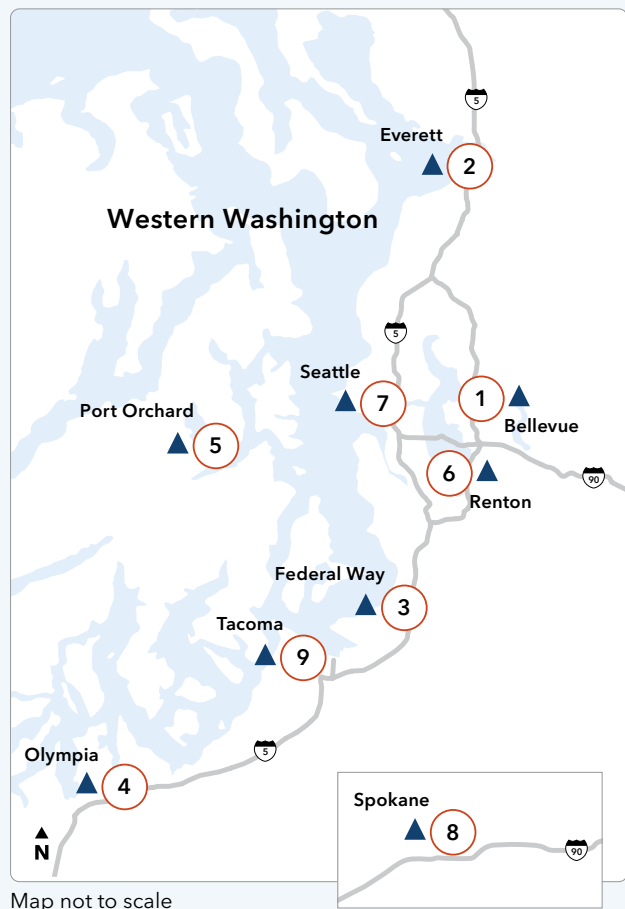 5
Everett
2
Western Washington
5
Seattle
7
1
Bellevue
Port Orchard
5
6
Renton
90
Federal Way
3
Tacoma
9
5
Olympia
4
N
Spokane
8
90
Map not to scale